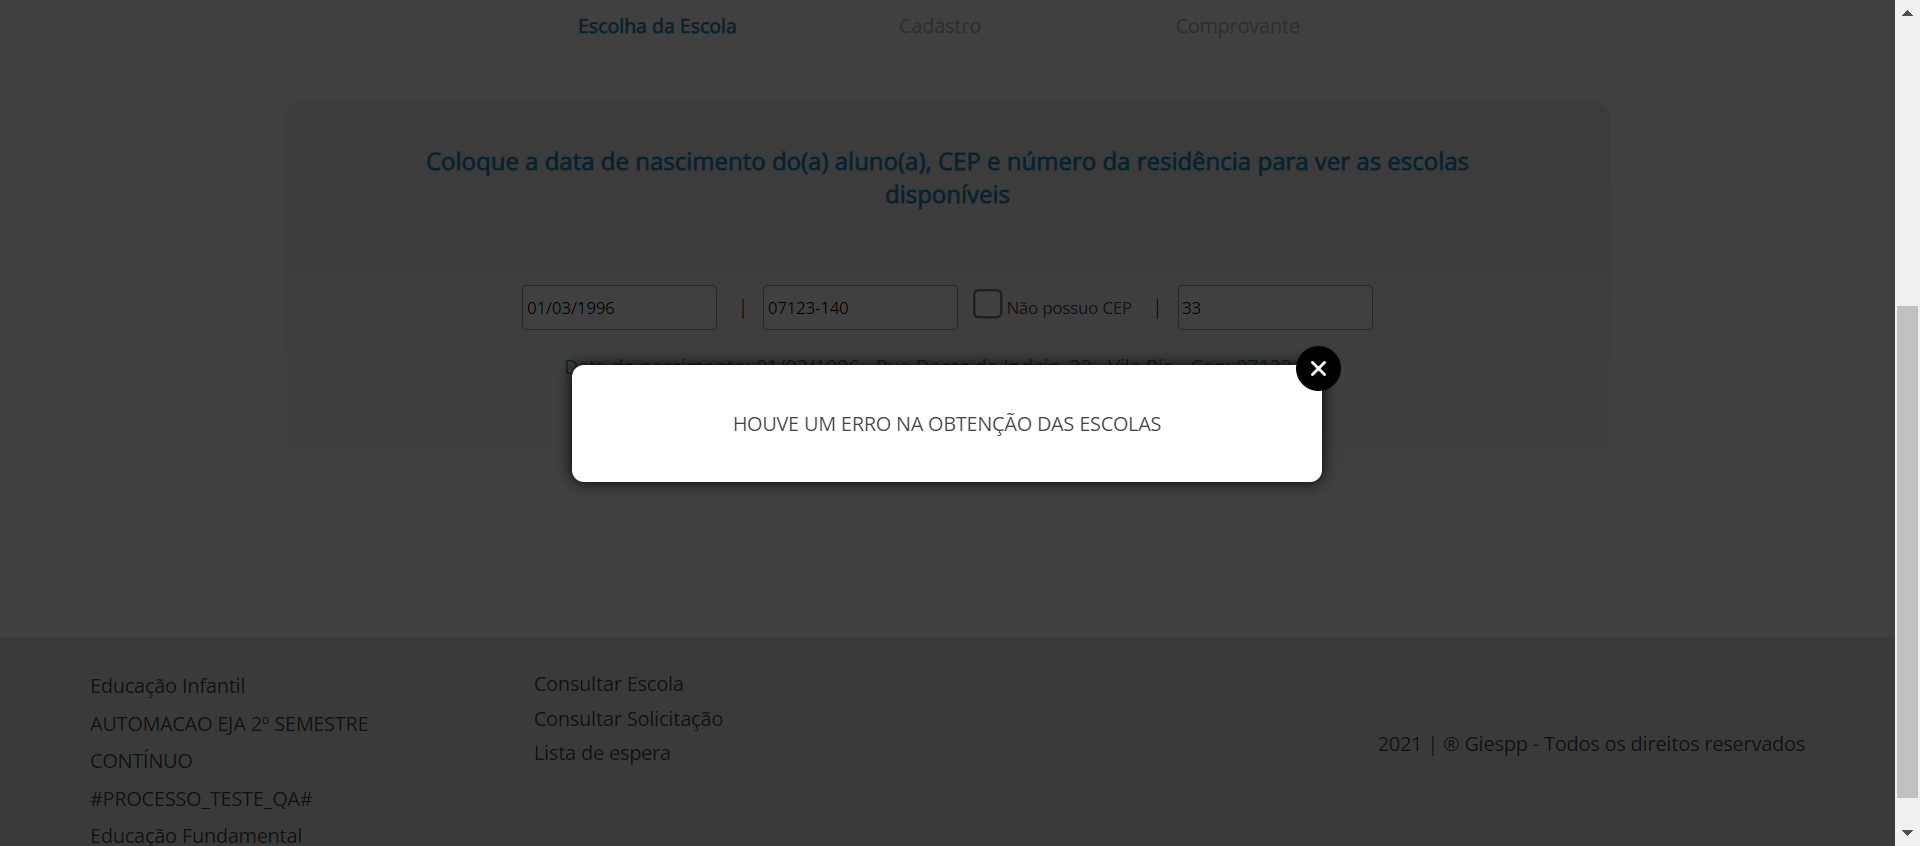 Escolha da Escola
Cadastro
Comprovante
Coloque a data de nascimento do(a) aluno(a), CEP e número da residência para ver as escolas
disponíveis
01/03/1996 | 07123-140 Não possuo CEP | 33
HOUVE UM ERRO NA OBTENÇÃO DAS ESCOLAS
Educação Infantil
AUTOMACAO EJA 2º SEMESTRE
CONTÍNUO
#PROCESSO_TESTE_QA#
Educação Fundamental
Consultar Escola
Consultar Solicitação
Lista de espera
2021 | ® Giespp - Todos os direitos reservados